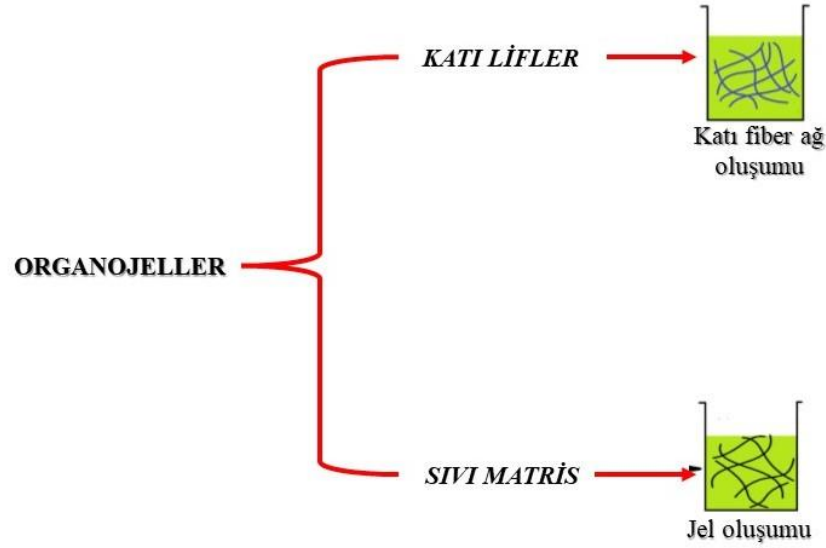 KATI LİFLER
Katı fiber ağ
oluşumu
ORGANOJELLER
SIVI MATRİS
Jel oluşumu